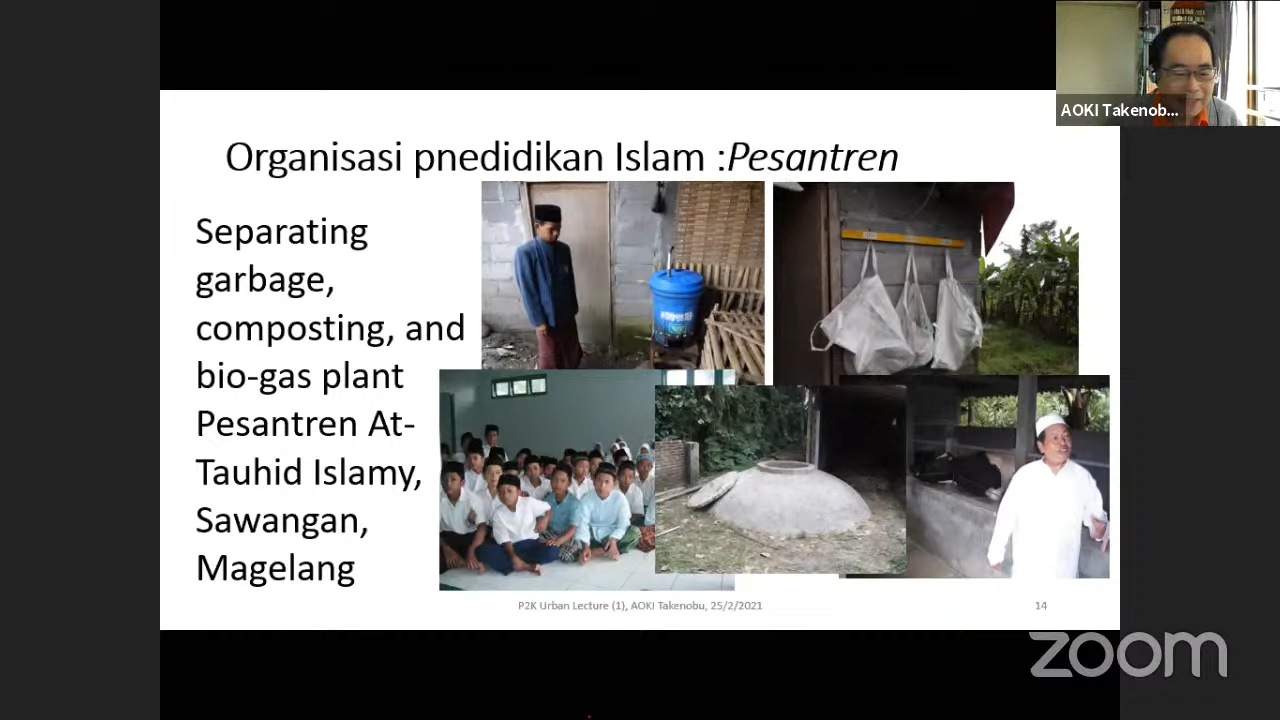 AOKI Takenob...
Organisasi pnedidikan Islam :Pesantren
Separating
garbage,
composting, and
bio-gas plant
Pesantren At-
Tauhid Islamy,
Sawangan,
Magelang
P2K Urban Lecture (1), AOKI Takenobu, 25/2/2021
14
zoom